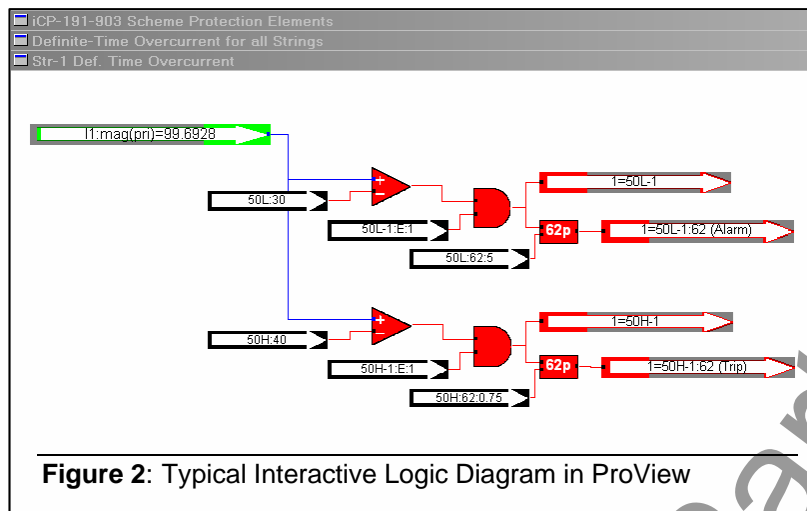 iCP-191-903 Scheme Protection Elements
Definite-Time Overcurrent for all Strings
Str-1 Def. Time Overcurrent
I1:mag(pri)=99.6928
+
−
50L:30
50L-1:E:1
1=50L-1
62p
1=50L-1:62 (Alarm)
50L:62:5
+
−
50H:40
50H-1:E:1
1=50H-1
62p
1=50H-1:62 (Trip)
50H:62:0.75
Figure 2: Typical Interactive Logic Diagram in ProView